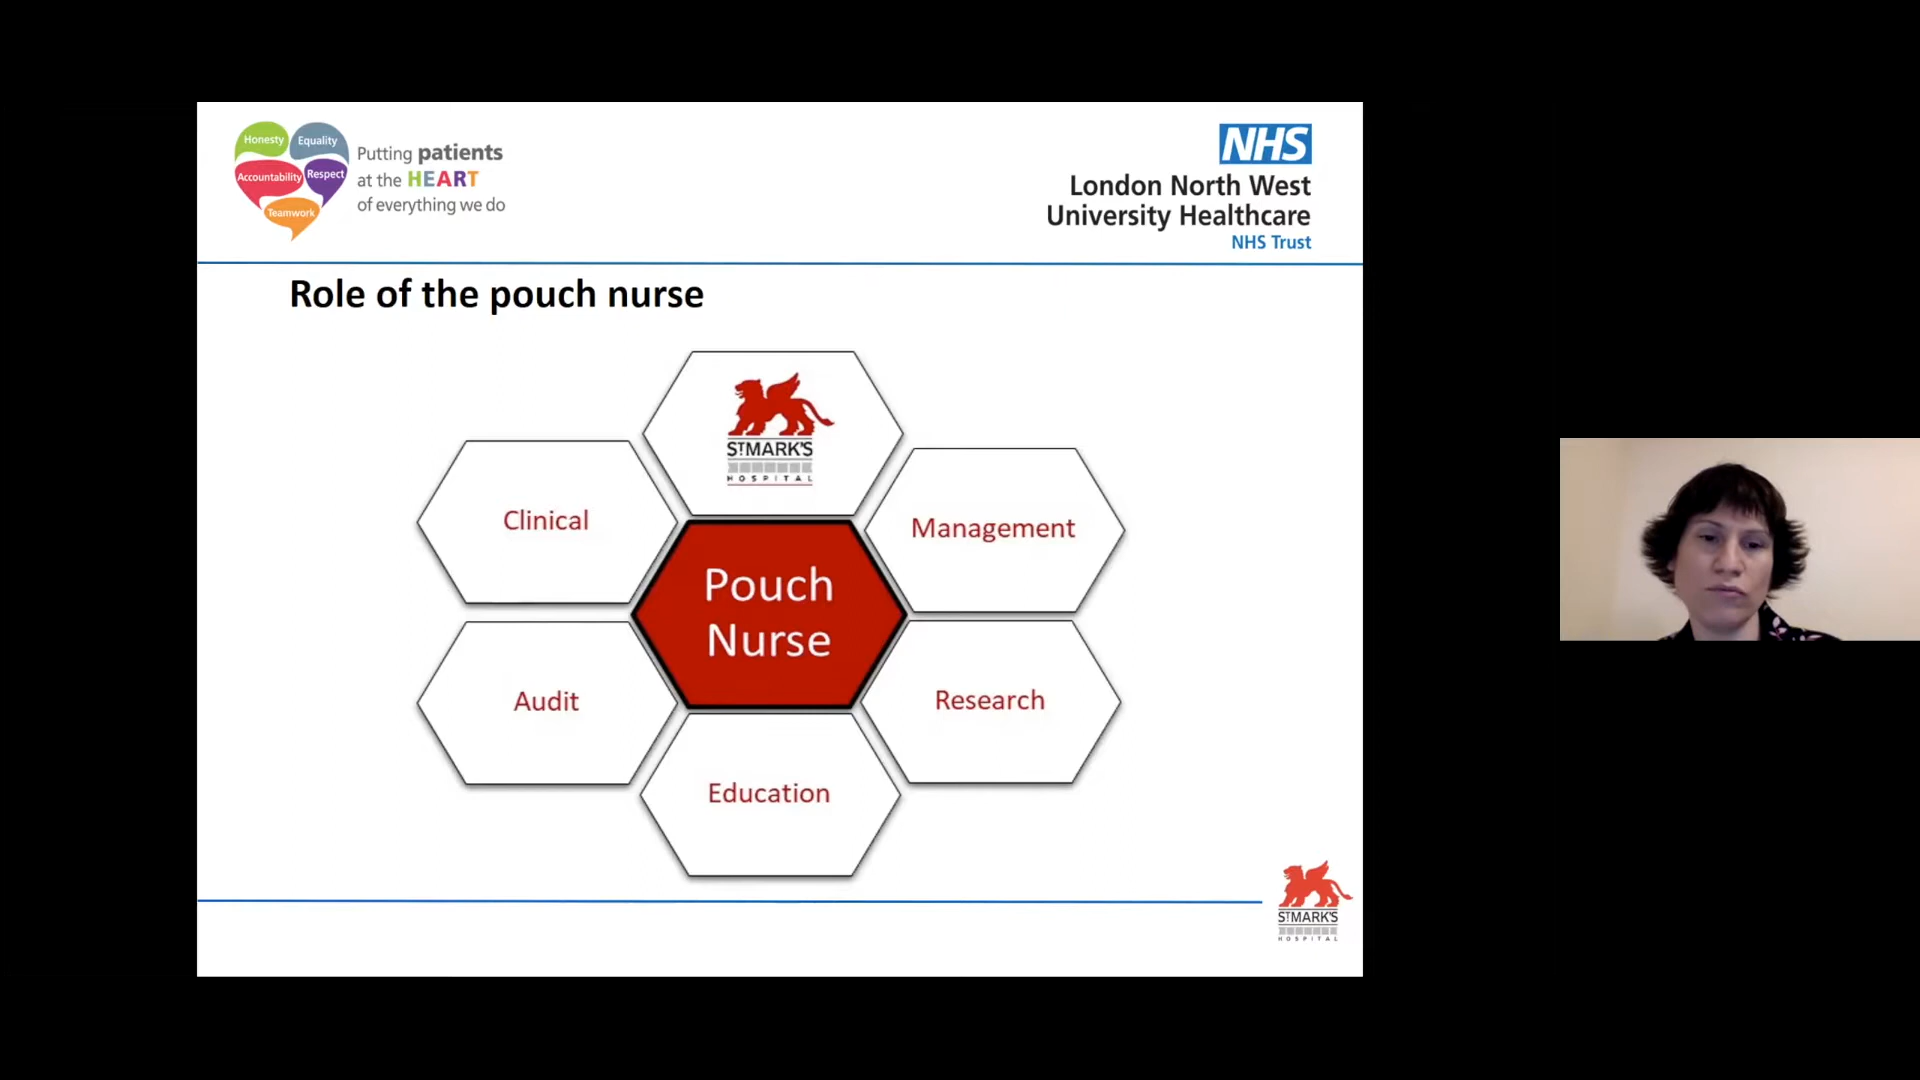 Honesty
Equality
Accountability
Respect
Teamwork
Putting patients
at the HEART
of everything we do
NHS
London North West
University Healthcare
NHS Trust
Role of the pouch nurse
ST MARK'S
HOSPITAL
Clinical
Management
Pouch
Nurse
Audit
Research
Education
ST MARK'S
HOSPITAL